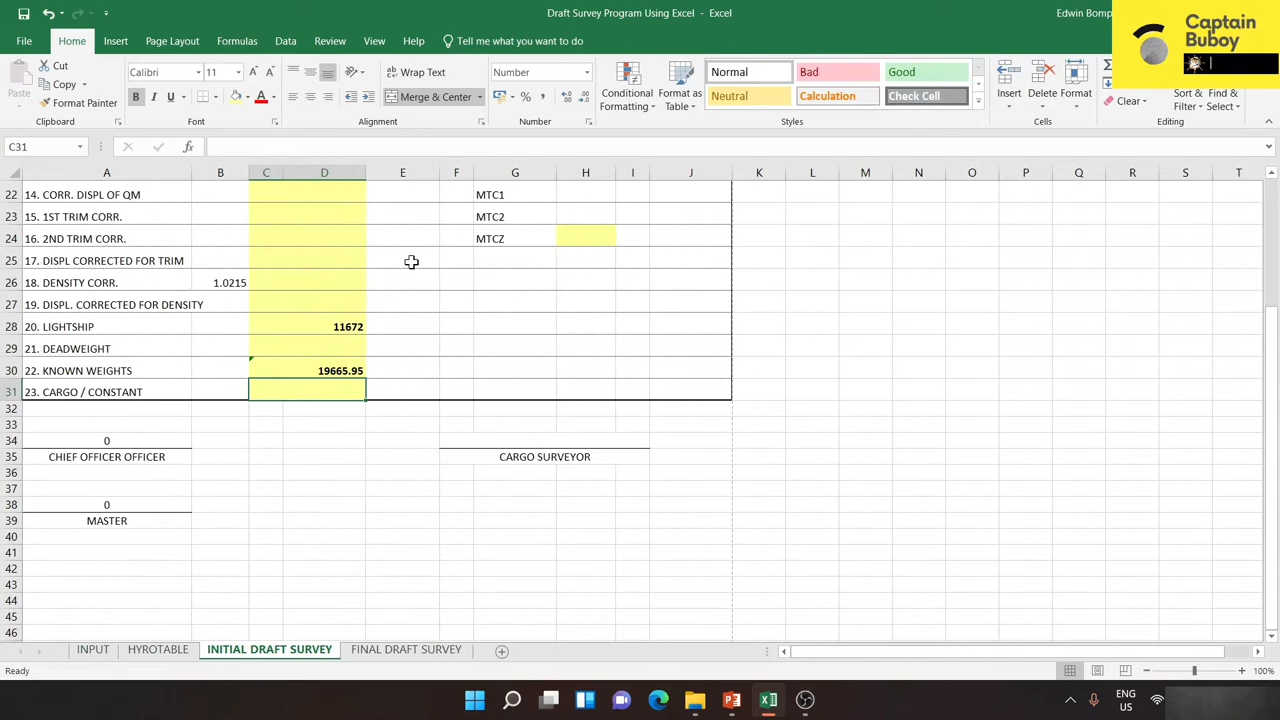 Draft Survey Program Using Excel - Excel
Edwin Bomp
Captain
Buboy
File Home Insert Page Layout Formulas Data Review View Help Tell me what you want to do
Paste
Cut
Copy
Format Painter
Clipboard
Calibri 11
B I U
Font
Wrap Text
Merge & Center
Alignment
Number
Number
Conditional
Formatting
Format as
Table
Normal Bad Good
Neutral Calculation Check Cell
Styles
Insert Delete Format
Cells
Clear
Sort &
Filter
Find &
Select
Editing
C31
fx
A B C D E F G H I J K L M N O P Q R S T
22 14. CORR. DISPL OF QM MTC1
23 15. 1ST TRIM CORR. MTC2
24 16. 2ND TRIM CORR. MTCZ
25 17. DISPL CORRECTED FOR TRIM
26 18. DENSITY CORR. 1.0215
27 19. DISPL. CORRECTED FOR DENSITY
28 20. LIGHTSHIP 11672
29 21. DEADWEIGHT
30 22. KNOWN WEIGHTS 19665.95
31 23. CARGO / CONSTANT
32
33
34 0
35 CHIEF OFFICER OFFICER CARGO SURVEYOR
36
37
38 0
39 MASTER
40
41
42
43
44
45
46
INPUT HYROTABLE INITIAL DRAFT SURVEY FINAL DRAFT SURVEY
Ready
100%
ENG
US